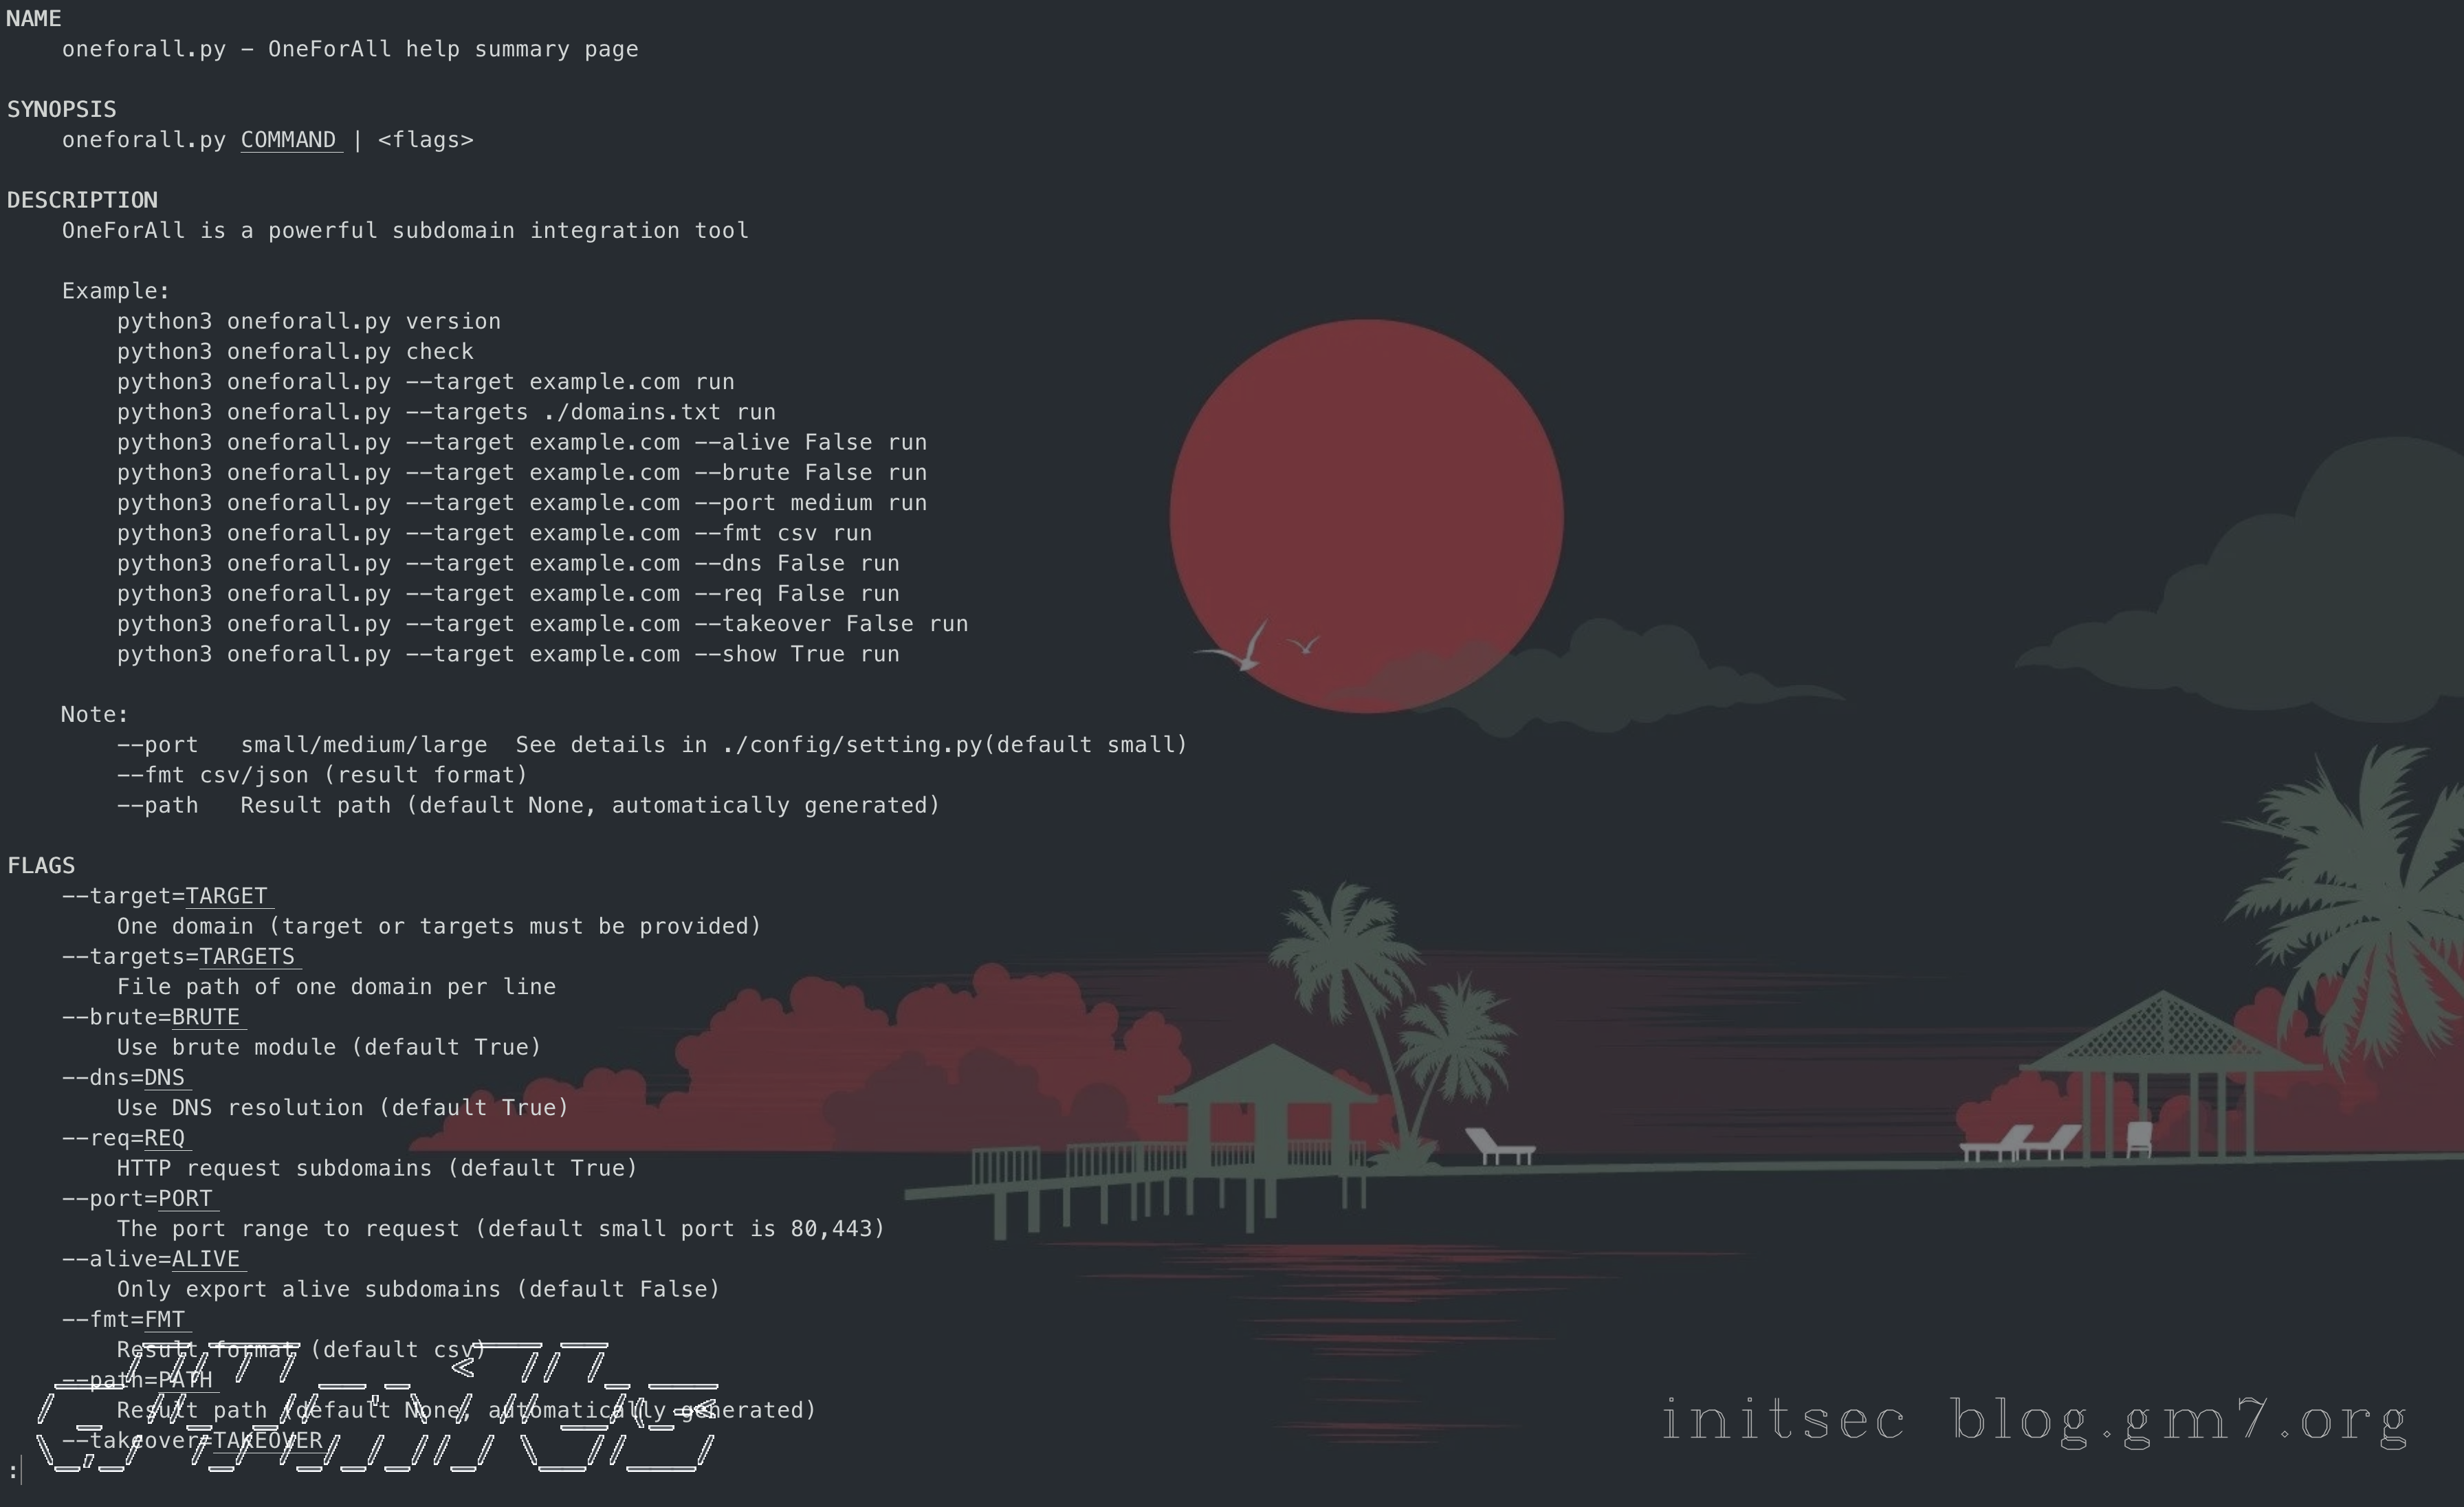 NAME
oneforall.py - OneForAll help summary page
SYNOPSIS
oneforall.py COMMAND | <flags>
DESCRIPTION
OneForAll is a powerful subdomain integration tool
Example:
python3 oneforall.py version
python3 oneforall.py check
python3 oneforall.py --target example.com run
python3 oneforall.py --targets ./domains.txt run
python3 oneforall.py --target example.com --alive False run
python3 oneforall.py --target example.com --brute False run
python3 oneforall.py --target example.com --port medium run
python3 oneforall.py --target example.com --fmt csv run
python3 oneforall.py --target example.com --dns False run
python3 oneforall.py --target example.com --req False run
python3 oneforall.py --target example.com --takeover False run
python3 oneforall.py --target example.com --show True run
Note:
--port   small/medium/large  See details in ./config/setting.py(default small)
--fmt csv/json (result format)
--path   Result path (default None, automatically generated)
FLAGS
--target=TARGET
One domain (target or targets must be provided)
--targets=TARGETS
File path of one domain per line
--brute=BRUTE
Use brute module (default True)
--dns=DNS
Use DNS resolution (default True)
--req=REQ
HTTP request subdomains (default True)
--port=PORT
The port range to request (default small port is 80,443)
--alive=ALIVE
Only export alive subdomains (default False)
--fmt=FMT
Result format (default csv)
--path=PATH
Result path (default None, automatically generated)
--takeover=TAKEOVER
:
initsec blog.gm7.org